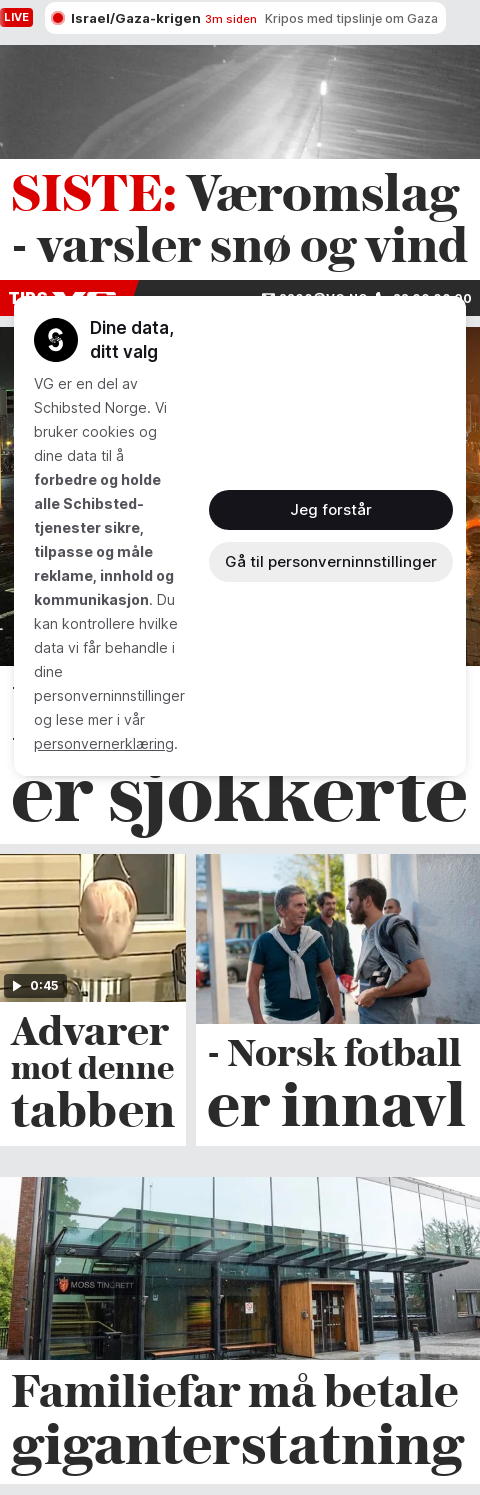 LIVE
Israel/Gaza-krigen 3m siden Kripos med tipslinje om Gaza
SISTE: Væromslag
- varsler snø og vind
Dine data,
ditt valg
VG er en del av
Schibsted Norge. Vi
bruker cookies og
dine data til å
forbedre og holde
alle Schibsted-
tjenester sikre,
tilpasse og måle
reklame, innhold og
kommunikasjon. Du
kan kontrollere hvilke
data vi får behandle i
dine
personverninnstillinger
og lese mer i vår
personvernerklæring.
Jeg forstår
Gå til personverninnstillinger
er sjokkerte
0:45
Advarer
mot denne
tabben
- Norsk fotball
er innavl
MOSS TINGRETT
Familiefar må betale
giganterstatning